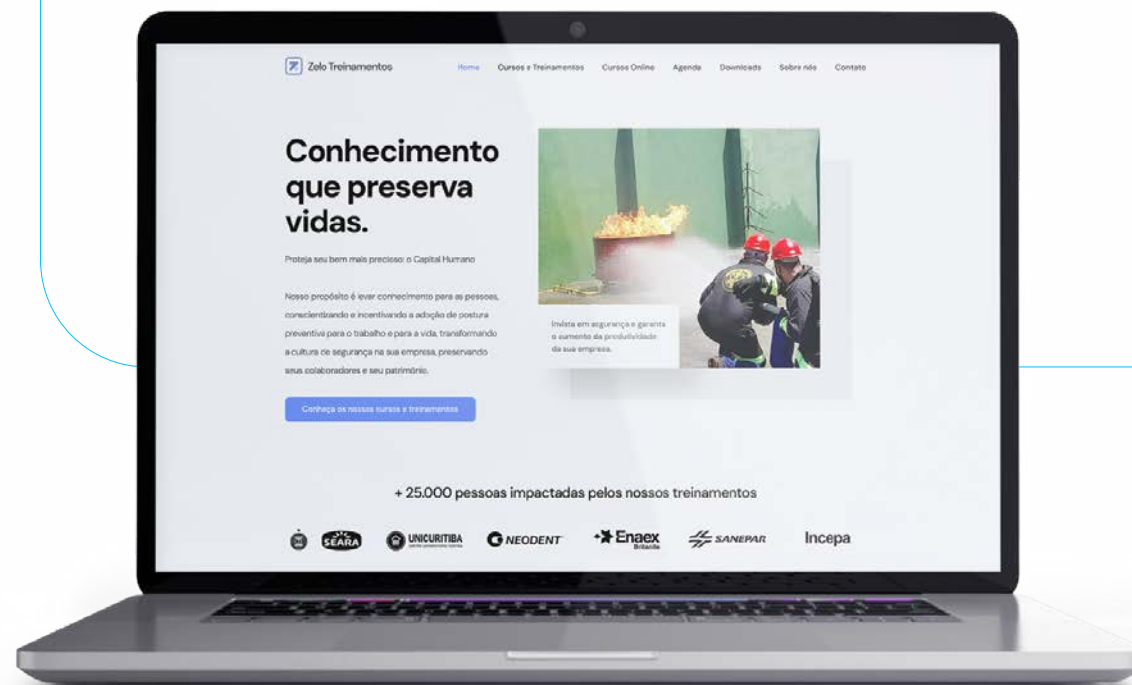 Zelo Treinamentos
Home Cursos e Treinamentos Cursos Online Agenda Downloads Sobre nós Contato
Conhecimento
que preserva
vidas.
Proteja seu bem mais precioso: o Capital Humano
Nosso propósito é levar conhecimento para as pessoas,
conscientizando e incentivando a adoção de postura
preventiva para o trabalho e para a vida, transformando
a cultura de segurança na sua empresa, preservando
seus colaboradores e seu patrimônio.
Conheça os nossos cursos e treinamentos
Invista em segurança e garanta
o aumento da produtividade
da sua empresa.
+ 25.000 pessoas impactadas pelos nossos treinamentos
SEARA
UNICURITIBA
NEODENT
Enaex
Britanite
SANEPAR
Incepa